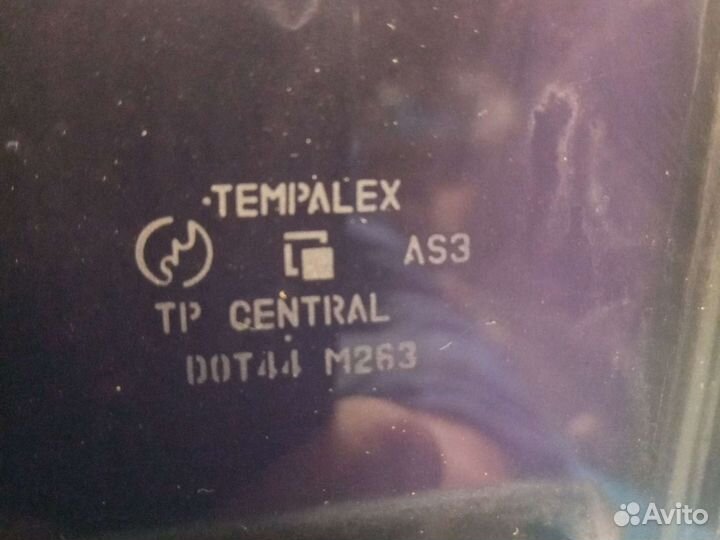 TEMPALEX
AS3
TP CENTRAL
DOT44 M263
Avito